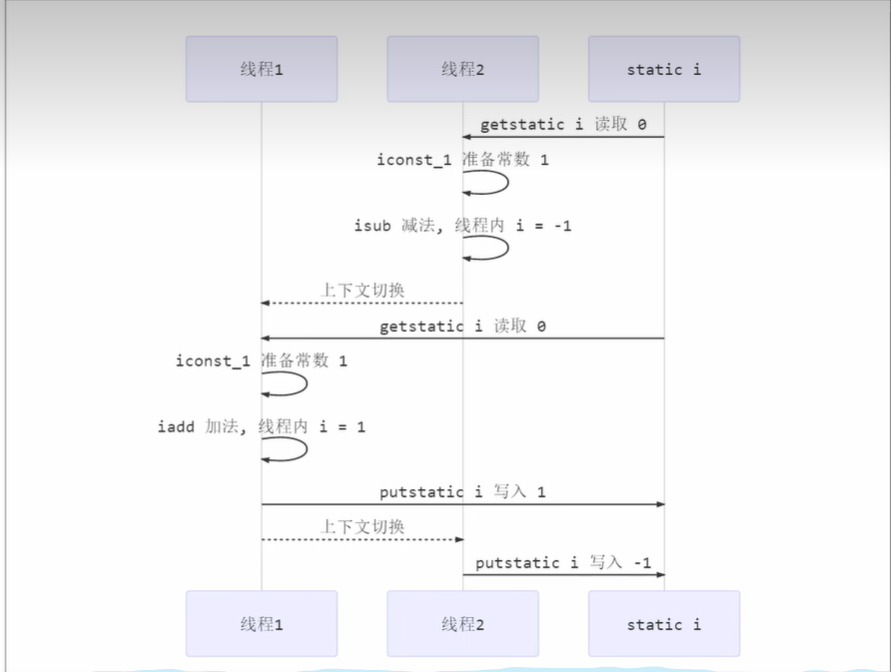 线程1 线程2 static i
getstatic i 读取 0
iconst_1 准备常数 1
isub 减法, 线程内 i = -1
上下文切换
getstatic i 读取 0
iconst_1 准备常数 1
iadd 加法, 线程内 i = 1
putstatic i 写入 1
上下文切换
putstatic i 写入 -1
线程1 线程2 static i